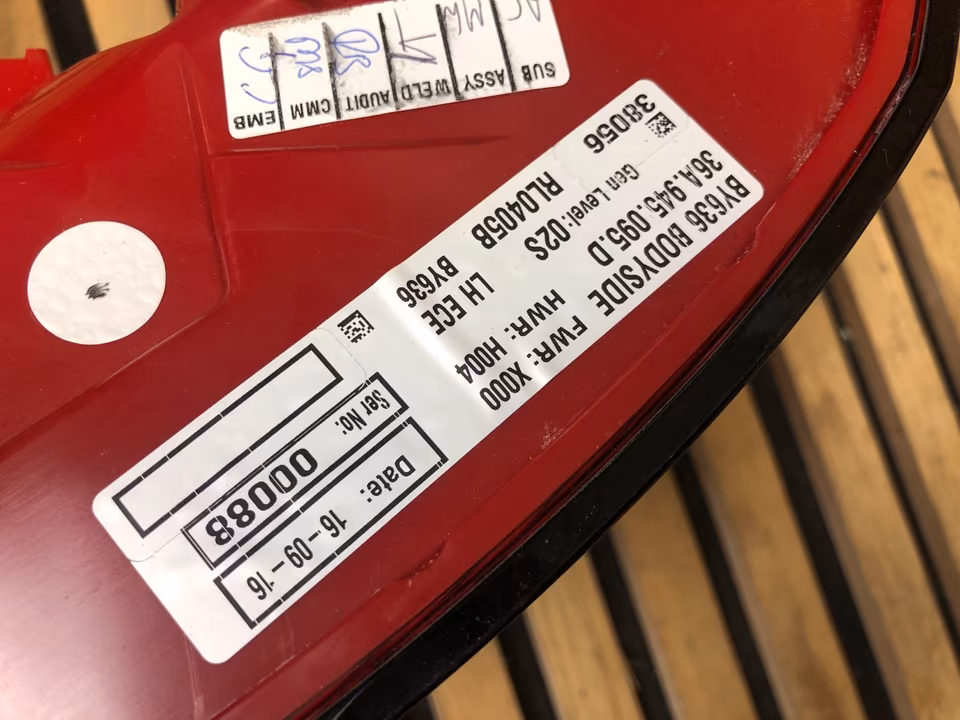 SUB
ASSY
WELD
AUDIT
CMM
EMB
BY636 BODYSIDE FWR: X000
36A.945.095.D HWR: H004
Gen Level: 02S LH ECE
38056 RL0405B BY636
Ser No: 00088
Date: 16-09-16